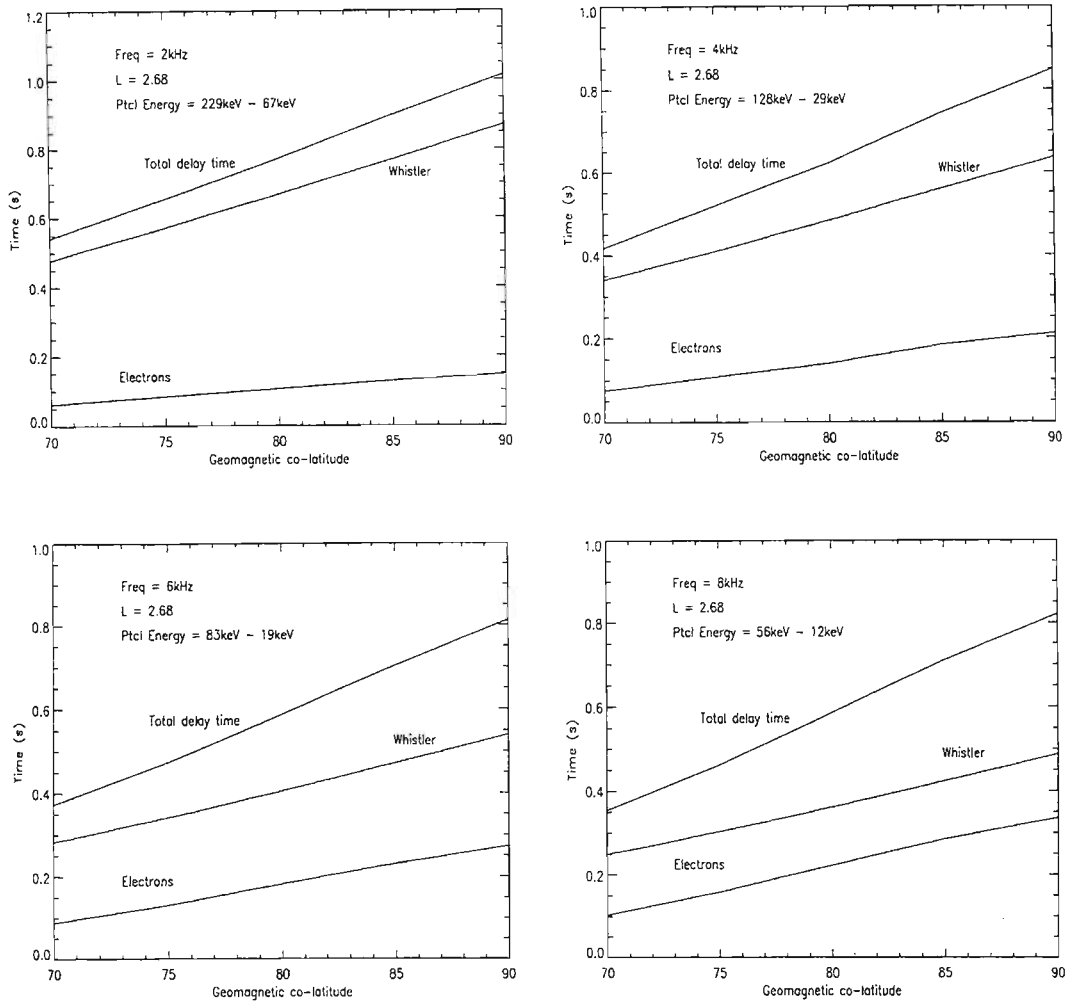 1.2
1.0
0.8
0.6
0.4
0.2
0.0
Time (s)
Freq = 2kHz
L = 2.68
Ptcl Energy = 229keV - 67keV
Total delay time
Whistler
Electrons
70 75 80 85 90
Geomagnetic co-latitude
1.0
0.8
0.6
0.4
0.2
0.0
Time (s)
Freq = 4kHz
L = 2.68
Ptcl Energy = 128keV - 29keV
Total delay time
Whistler
Electrons
70 75 80 85 90
Geomagnetic co-latitude
1.0
0.8
0.6
0.4
0.2
0.0
Time (s)
Freq = 6kHz
L = 2.68
Ptcl Energy = 83keV - 19keV
Total delay time
Whistler
Electrons
70 75 80 85 90
Geomagnetic co-latitude
1.0
0.8
0.6
0.4
0.2
0.0
Time (s)
Freq = 8kHz
L = 2.68
Ptcl Energy = 56keV - 12keV
Total delay time
Whistler
Electrons
70 75 80 85 90
Geomagnetic co-latitude